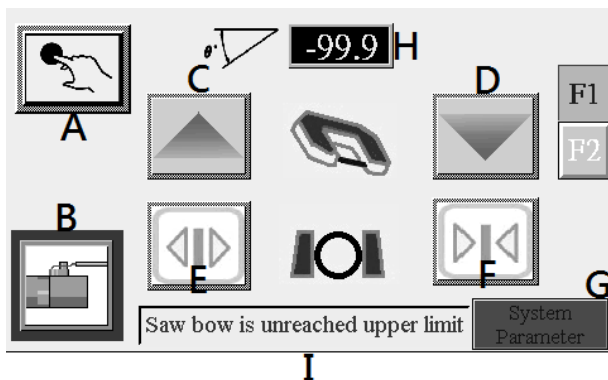 θ°
-99.9 H
C
D
A
F1
F2
B
E
F
G
Saw bow is unreached upper limit
System
Parameter
I